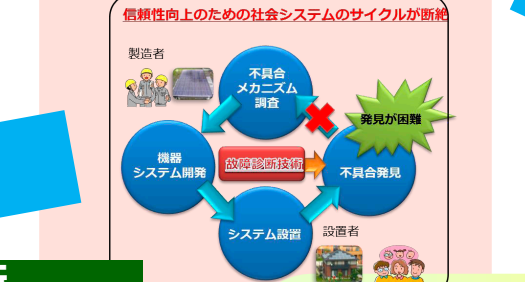 信頼性向上のための社会システムのサイクルが断絶
製造者
不具合
メカニズム
調査
発見が困難
機器
システム開発
故障診断技術
不具合発見
システム設置
設置者